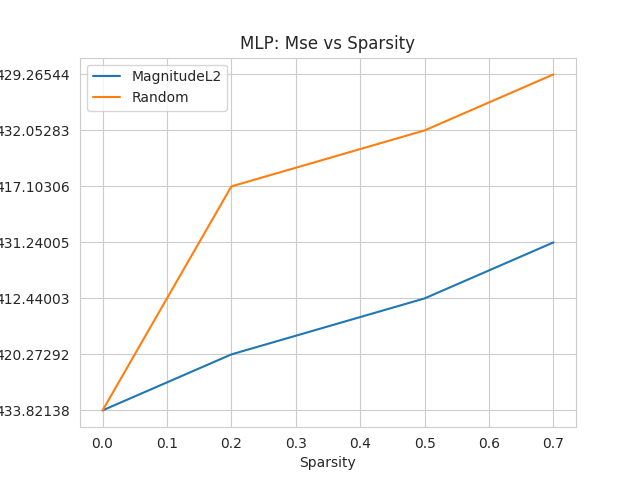 MLP: Mse vs Sparsity
MagnitudeL2
Random
429.26544
432.05283
417.10306
431.24005
412.44003
420.27292
433.82138
0.0 0.1 0.2 0.3 0.4 0.5 0.6 0.7
Sparsity